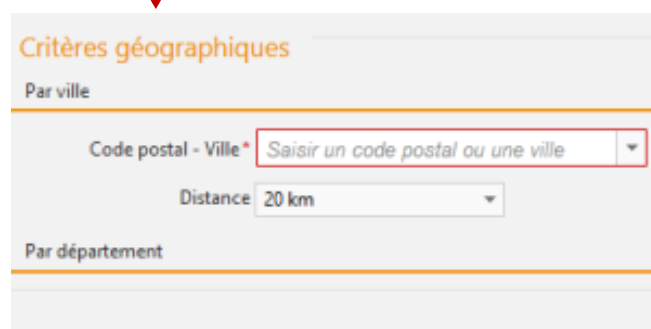 Critères géographiques
Par ville
Code postal - Ville* Saisir un code postal ou une ville
Distance 20 km
Par département